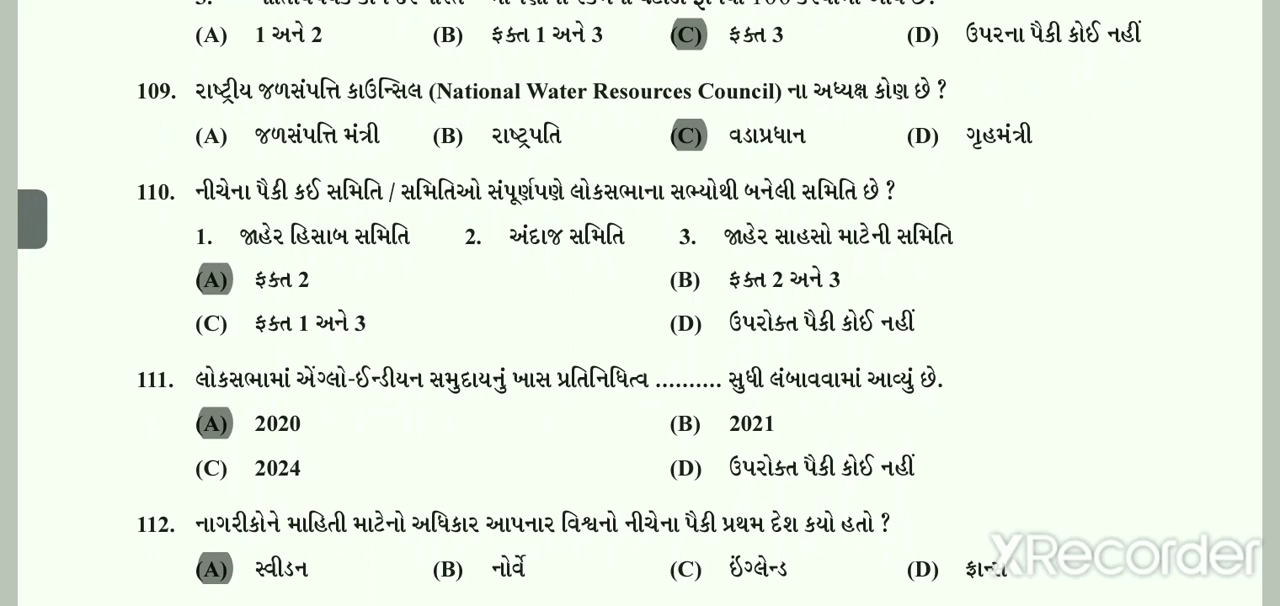 (A) 1 અને 2 (B) ફક્ત 1 અને 3 (C) ફક્ત 3 (D) ઉપરના પૈકી કોઈ નહીં
109. રાષ્ટ્રીય જળસંપત્તિ કાઉન્સિલ (National Water Resources Council) ના અધ્યક્ષ કોણ છે ?
(A) જળસંપત્તિ મંત્રી (B) રાષ્ટ્રપતિ (C) વડાપ્રધાન (D) ગૃહમંત્રી
110. નીચેના પૈકી કઈ સમિતિ / સમિતિઓ સંપૂર્ણપણે લોકસભાના સભ્યોથી બનેલી સમિતિ છે ?
1. જાહેર હિસાબ સમિતિ 2. અંદાજ સમિતિ 3. જાહેર સાહસો માટેની સમિતિ
(A) ફક્ત 2 (B) ફક્ત 2 અને 3
(C) ફક્ત 1 અને 3 (D) ઉપરોક્ત પૈકી કોઈ નહીં
111. લોકસભામાં એંગ્લો-ઈન્ડીયન સમુદાયનું ખાસ પ્રતિનિધિત્વ .......... સુધી લંબાવવામાં આવ્યું છે.
(A) 2020 (B) 2021
(C) 2024 (D) ઉપરોક્ત પૈકી કોઈ નહીં
112. નાગરીકોને માહિતી માટેનો અધિકાર આપનાર વિશ્વનો નીચેના પૈકી પ્રથમ દેશ કયો હતો ?
(A) સ્વીડન (B) નોર્વે (C) ઈંગ્લેન્ડ (D) ફ્રાન્સ
XRecorder